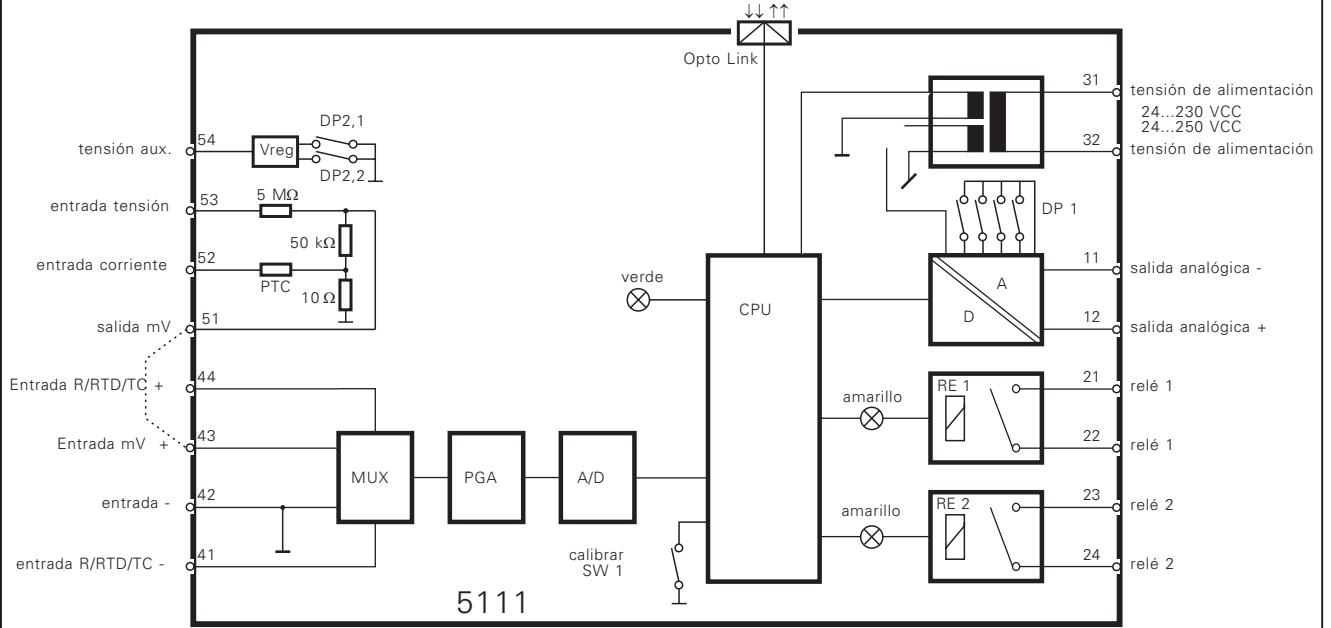 ↓↓ ↑↑
Opto Link
tensión aux.
54
Vreg
DP2,1
DP2,2
entrada tensión
53
5 MΩ
50 kΩ
entrada corriente
52
PTC
10 Ω
salida mV
51
Entrada R/RTD/TC +
44
Entrada mV +
43
entrada -
42
entrada R/RTD/TC -
41
MUX
PGA
A/D
verde
CPU
calibrar
SW 1
5111
31
tensión de alimentación
24...230 VCC
24...250 VCC
32
tensión de alimentación
DP 1
A
D
11
salida analógica -
12
salida analógica +
amarillo
RE 1
21
relé 1
22
relé 1
amarillo
RE 2
23
relé 2
24
relé 2